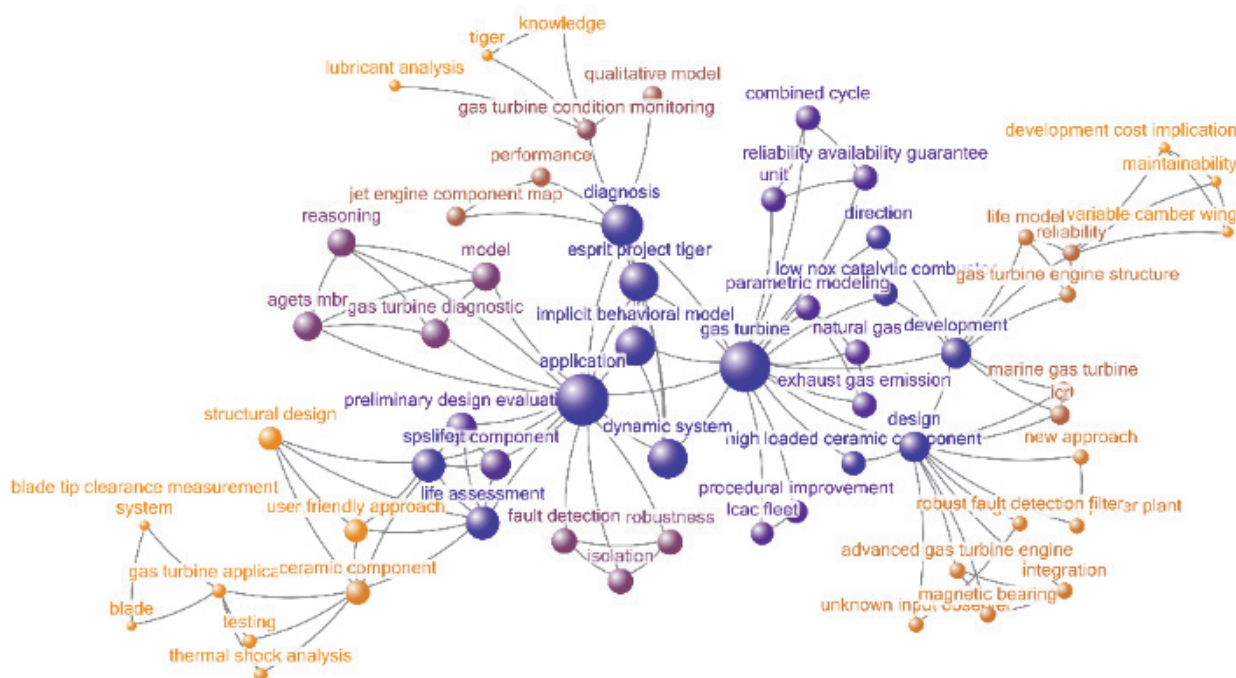 knowledge
tiger
lubricant analysis
qualitative model
gas turbine condition monitoring
combined cycle
development cost implication
performance
reliability availability guarantee
maintainability
unit
jet engine component map
diagnosis
reasoning
direction
life model
variable camber wing
reliability
model
esprit project tiger
low nox catalytic
gas turbine engine structure
parametric modeling
agets mbr
gas turbine diagnostic
implicit behavioral model
gas turbine
natural gas
development
application
exhaust gas emission
marine gas turbine
icrl
preliminary design evaluati
structural design
design
dynamic system
component
high loaded ceramic component
new approach
life assessment
blade tip clearance measurement
system
procedural improvement
user friendly approach
lcac fleet
robust fault detection filter
plant
fault detection
robustness
advanced gas turbine engine
isolation
gas turbine applica
ceramic component
integration
magnetic bearing
unknown input
blade
testing
thermal shock analysis